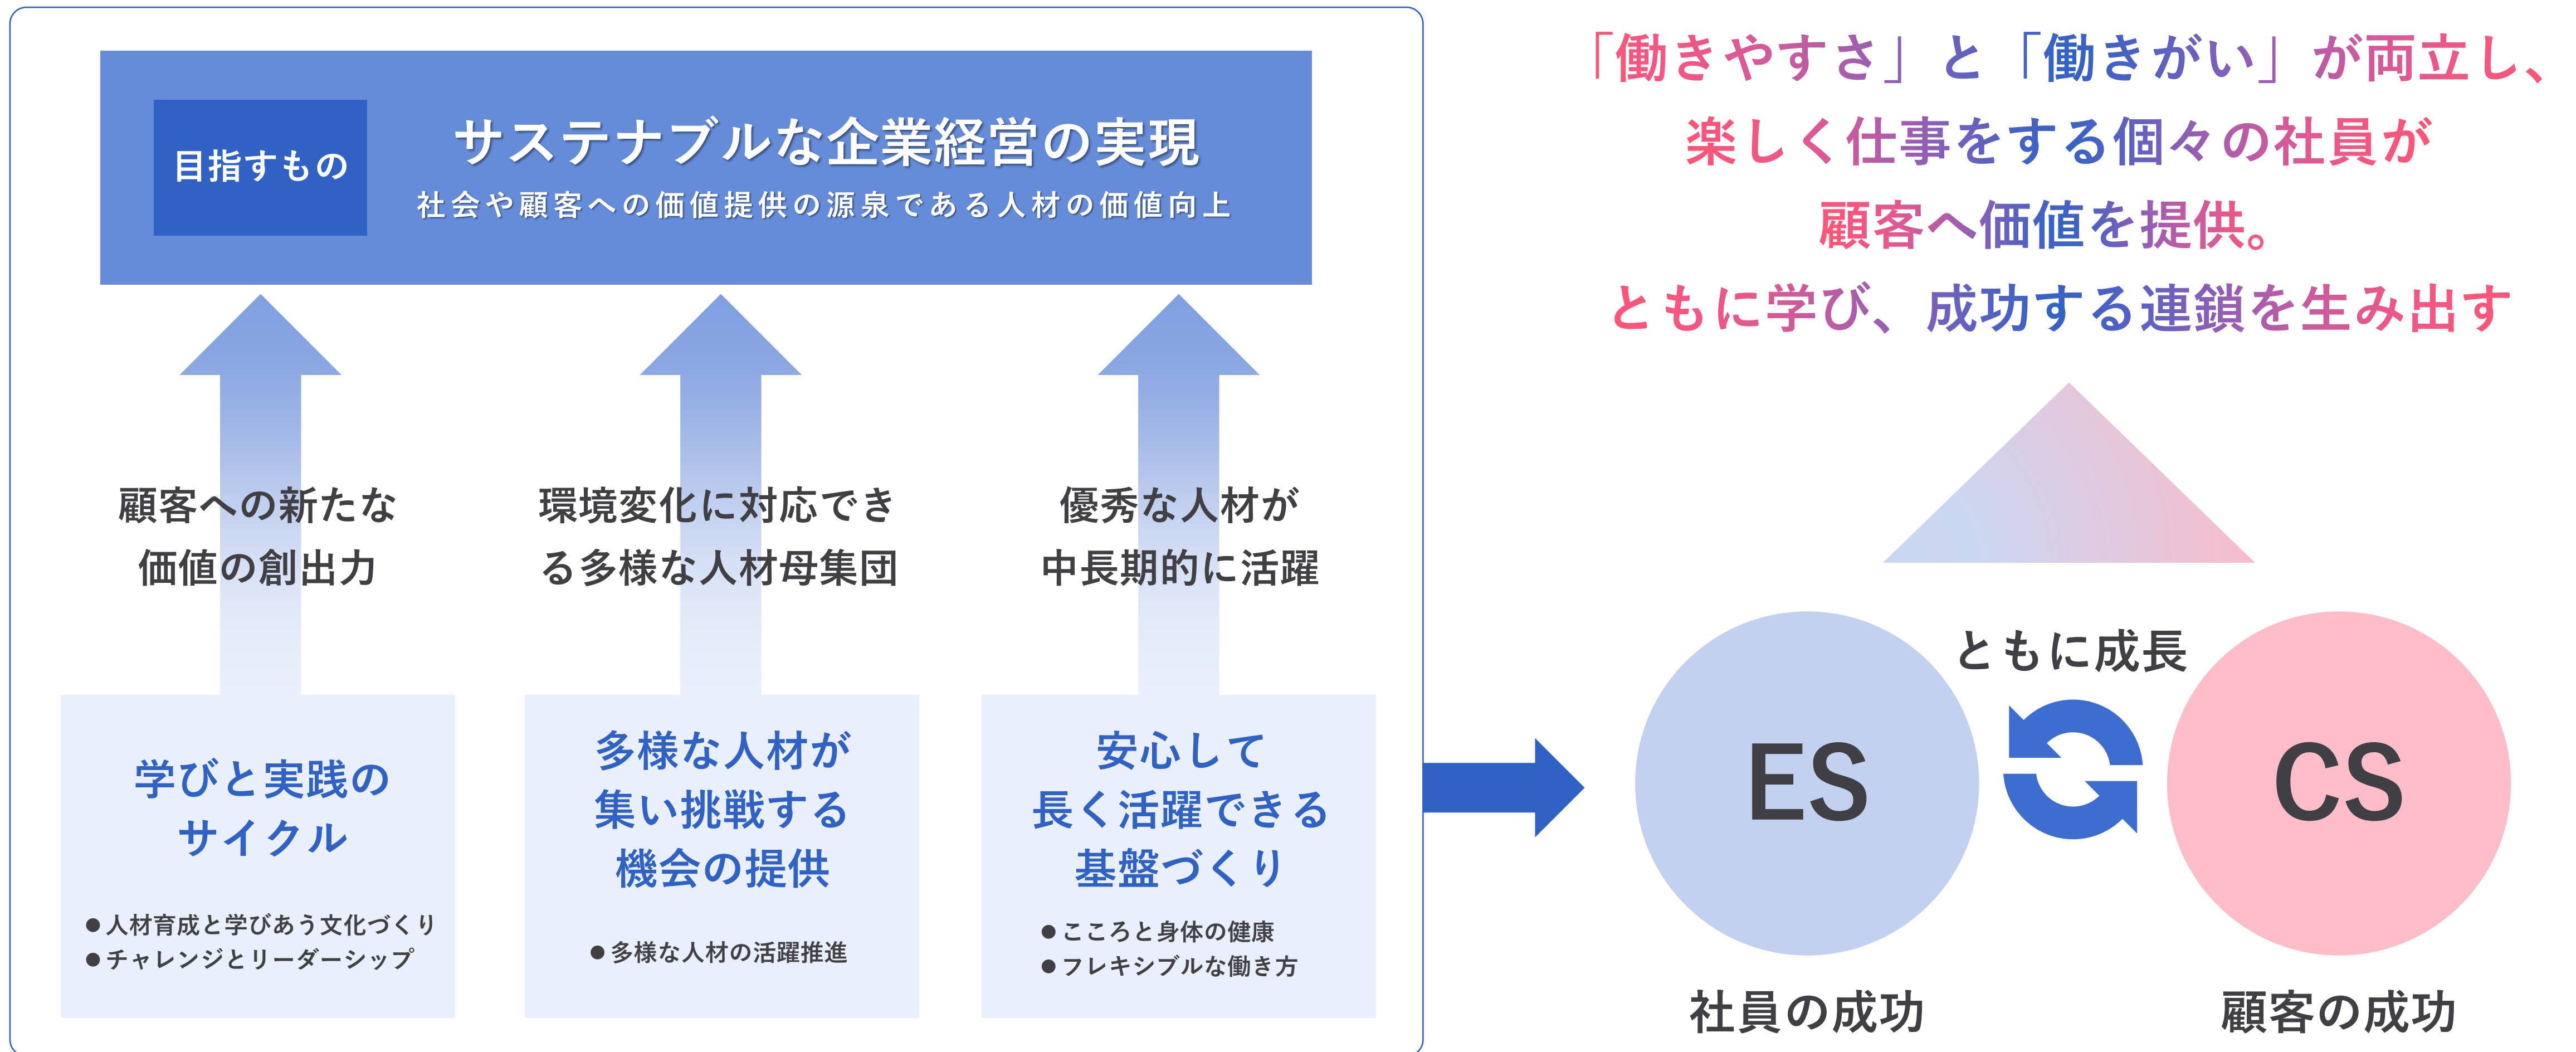 目指すもの
サステナブルな企業経営の実現
社会や顧客への価値提供の源泉である人材の価値向上
顧客への新たな
価値の創出力
環境変化に対応でき
る多様な人材母集団
優秀な人材が
中長期的に活躍
学びと実践の
サイクル
●人材育成と学びあう文化づくり
●チャレンジとリーダーシップ
多様な人材が
集い挑戦する
機会の提供
●多様な人材の活躍推進
安心して
長く活躍できる
基盤づくり
●こころと身体の健康
●フレキシブルな働き方
「働きやすさ」と「働きがい」が両立し、
楽しく仕事をする個々の社員が
顧客へ価値を提供。
ともに学び、成功する連鎖を生み出す
ともに成長
ES
CS
社員の成功
顧客の成功